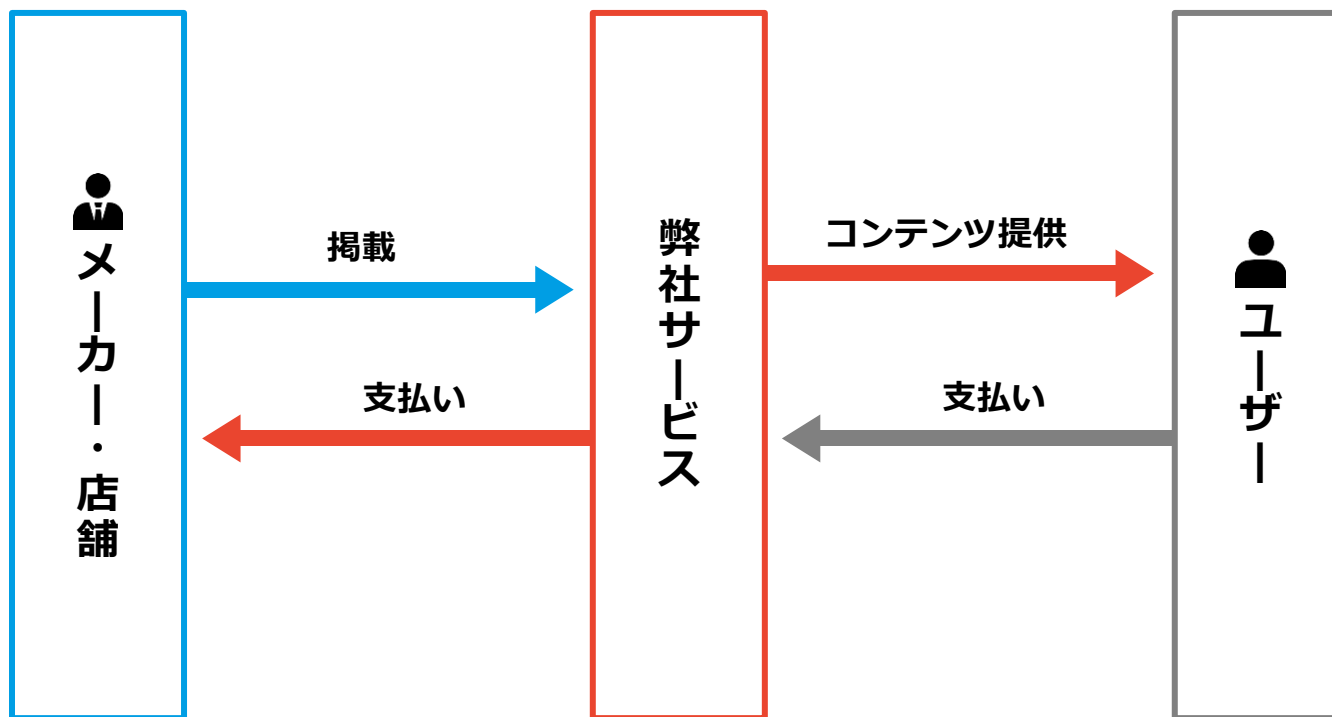 メーカー・店舗
掲載
支払い
弊社サービス
コンテンツ提供
支払い
ユーザー